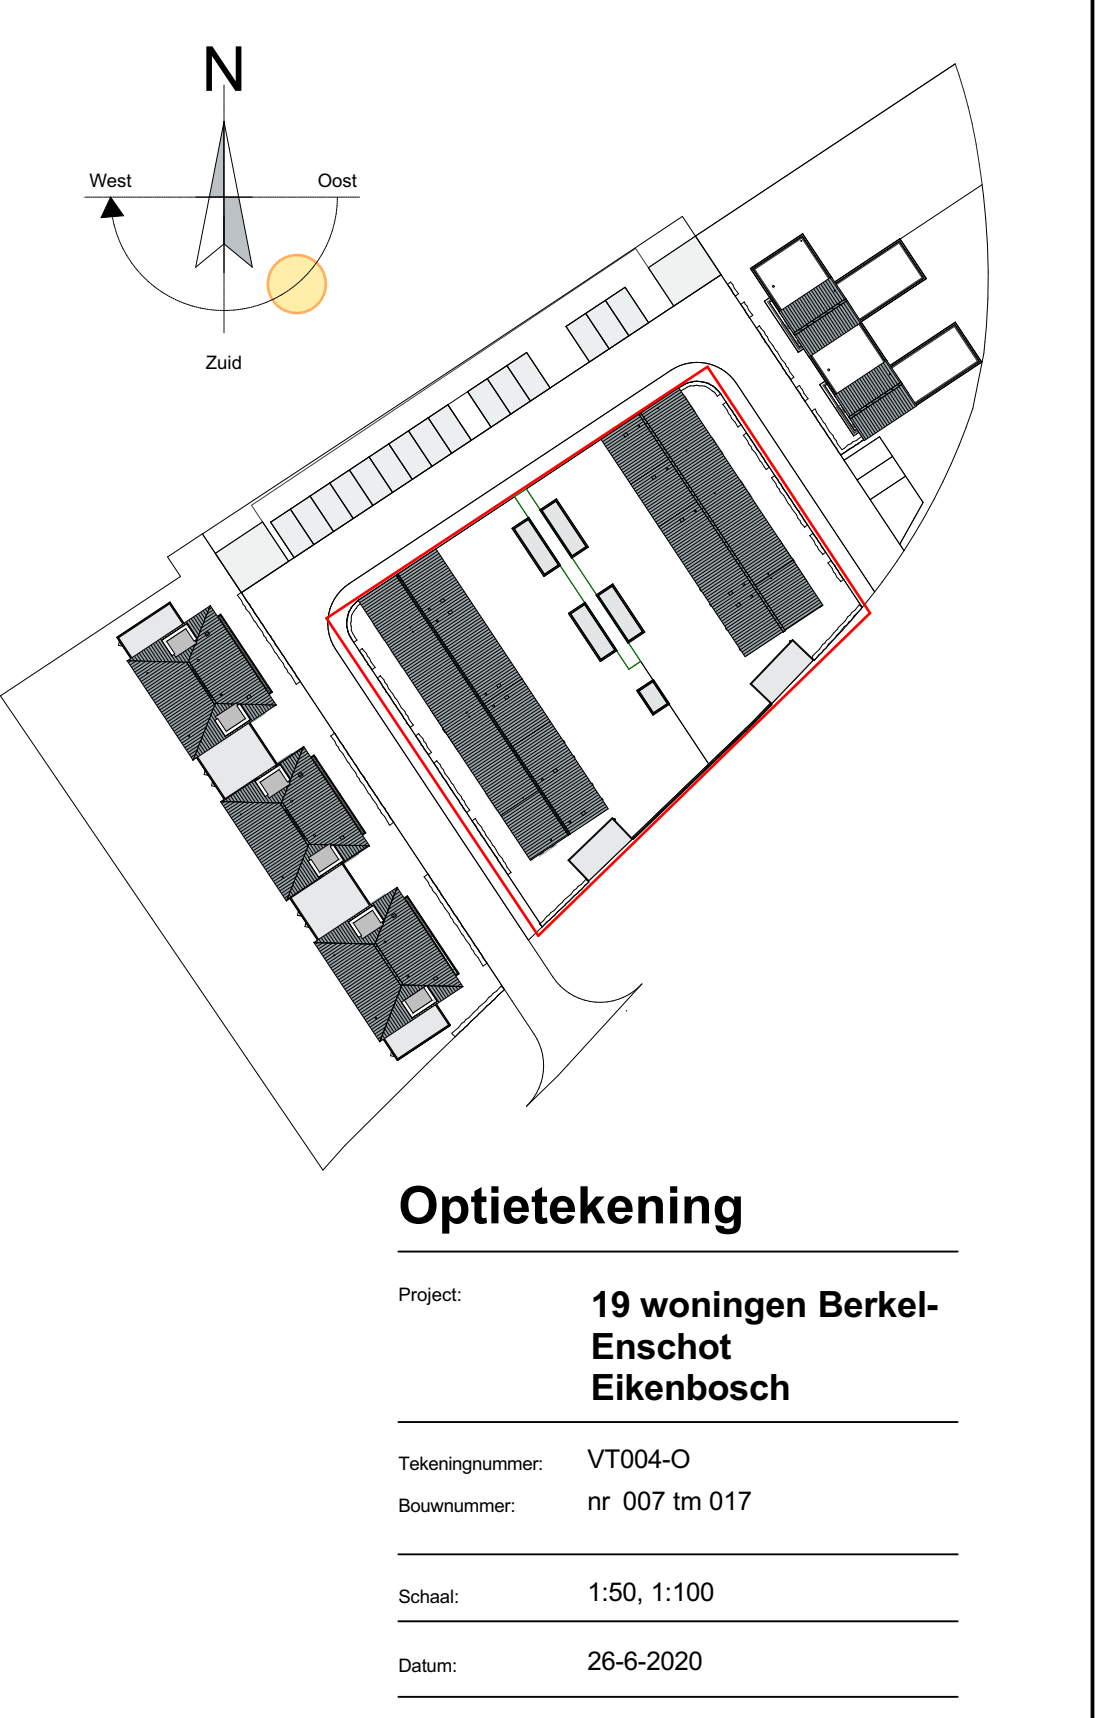 N
West
Oost
Zuid
Optietekening
Project:
19 woningen Berkel-
Enschot
Eikenbosch
Tekeningnummer:
VT004-O
Bouwnummer:
nr 007 tm 017
Schaal:
1:50, 1:100
Datum:
26-6-2020